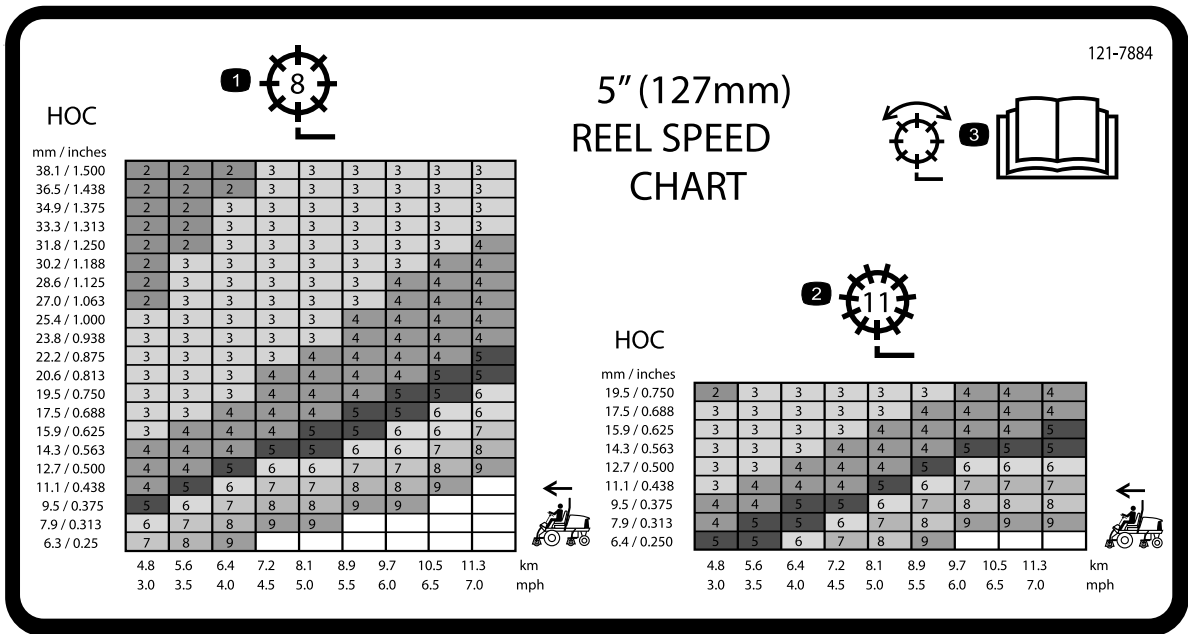 121-7884
5” (127mm)
REEL SPEED
CHART
3
1
8
HOC
mm / inches
38.1 / 1.500 2 2 2 3 3 3 3 3 3
36.5 / 1.438 2 2 2 3 3 3 3 3 3
34.9 / 1.375 2 2 3 3 3 3 3 3 3
33.3 / 1.313 2 2 3 3 3 3 3 3 3
31.8 / 1.250 2 2 3 3 3 3 3 3 4
30.2 / 1.188 2 3 3 3 3 3 3 4 4
28.6 / 1.125 2 3 3 3 3 3 4 4 4
27.0 / 1.063 2 3 3 3 3 3 4 4 4
25.4 / 1.000 3 3 3 3 3 4 4 4 4
23.8 / 0.938 3 3 3 3 3 4 4 4 4
22.2 / 0.875 3 3 3 3 4 4 4 4 5
20.6 / 0.813 3 3 3 4 4 4 4 5 5
19.5 / 0.750 3 3 3 4 4 4 5 5 6
17.5 / 0.688 3 3 4 4 4 5 5 6 6
15.9 / 0.625 3 4 4 4 5 5 6 6 7
14.3 / 0.563 4 4 4 5 5 6 6 7 8
12.7 / 0.500 4 4 5 6 6 7 7 8 9
11.1 / 0.438 4 5 6 7 7 8 8 9
9.5 / 0.375 5 6 7 8 8 9 9
7.9 / 0.313 6 7 8 9 9
6.3 / 0.25 7 8 9
4.8 5.6 6.4 7.2 8.1 8.9 9.7 10.5 11.3 km
3.0 3.5 4.0 4.5 5.0 5.5 6.0 6.5 7.0 mph
2
11
HOC
mm / inches
19.5 / 0.750 2 3 3 3 3 3 4 4 4
17.5 / 0.688 3 3 3 3 3 4 4 4 4
15.9 / 0.625 3 3 3 3 4 4 4 4 5
14.3 / 0.563 3 3 3 4 4 4 5 5 5
12.7 / 0.500 3 3 4 4 4 5 6 6 6
11.1 / 0.438 3 4 4 4 5 6 7 7 7
9.5 / 0.375 4 4 5 5 6 7 8 8 8
7.9 / 0.313 4 5 5 6 7 8 9 9 9
6.4 / 0.250 5 5 6 7 8 9
4.8 5.6 6.4 7.2 8.1 8.9 9.7 10.5 11.3 km
3.0 3.5 4.0 4.5 5.0 5.5 6.0 6.5 7.0 mph